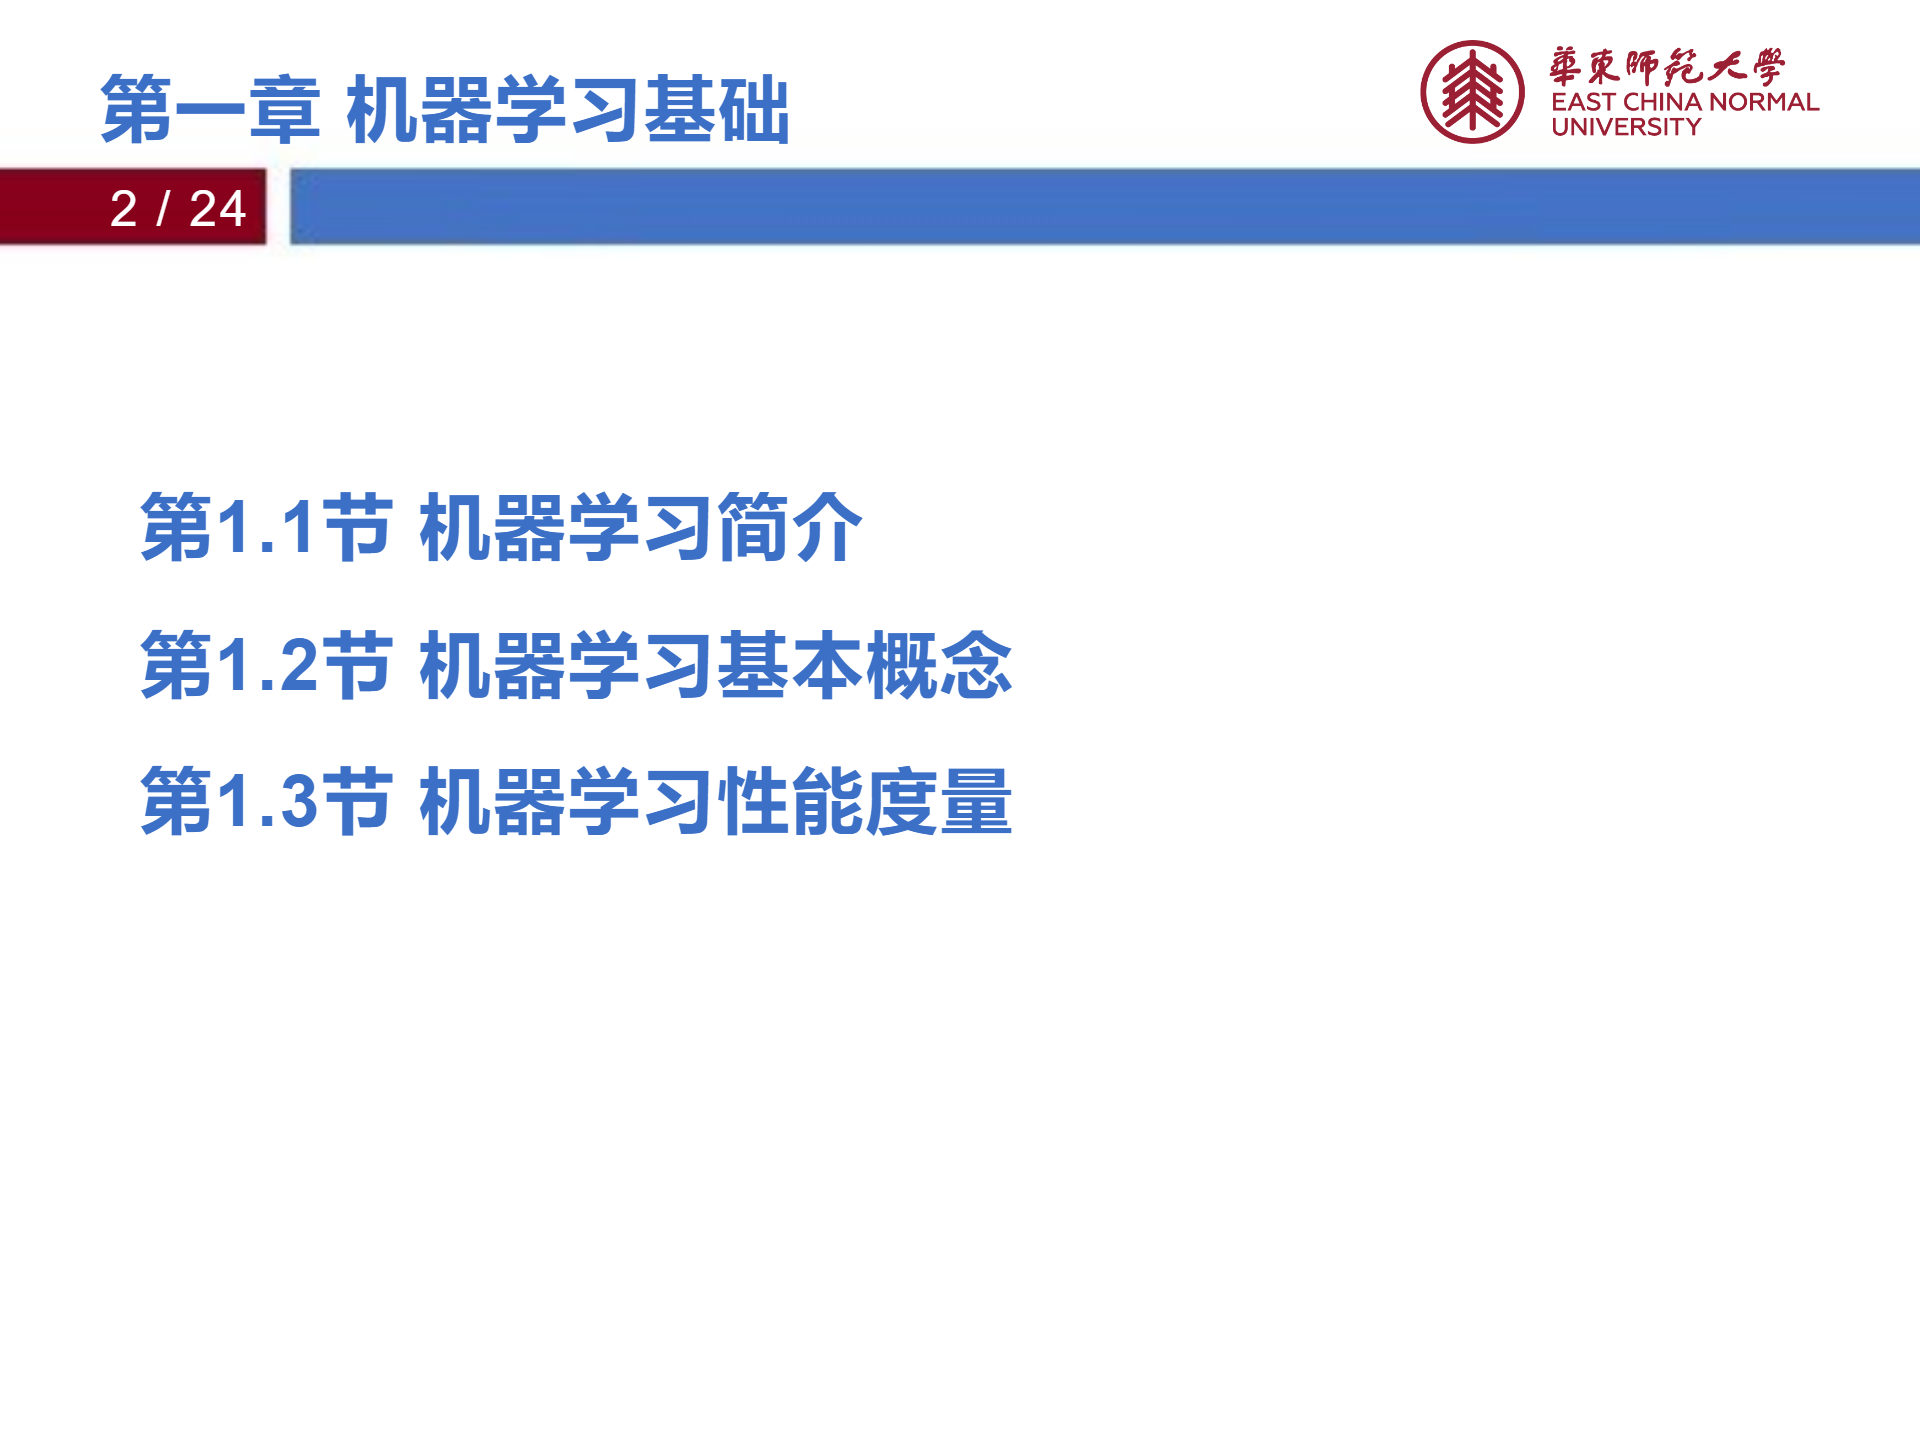 第一章 机器学习基础
華東師範大學
EAST CHINA NORMAL
UNIVERSITY
2 / 24
第1.1节 机器学习简介
第1.2节 机器学习基本概念
第1.3节 机器学习性能度量